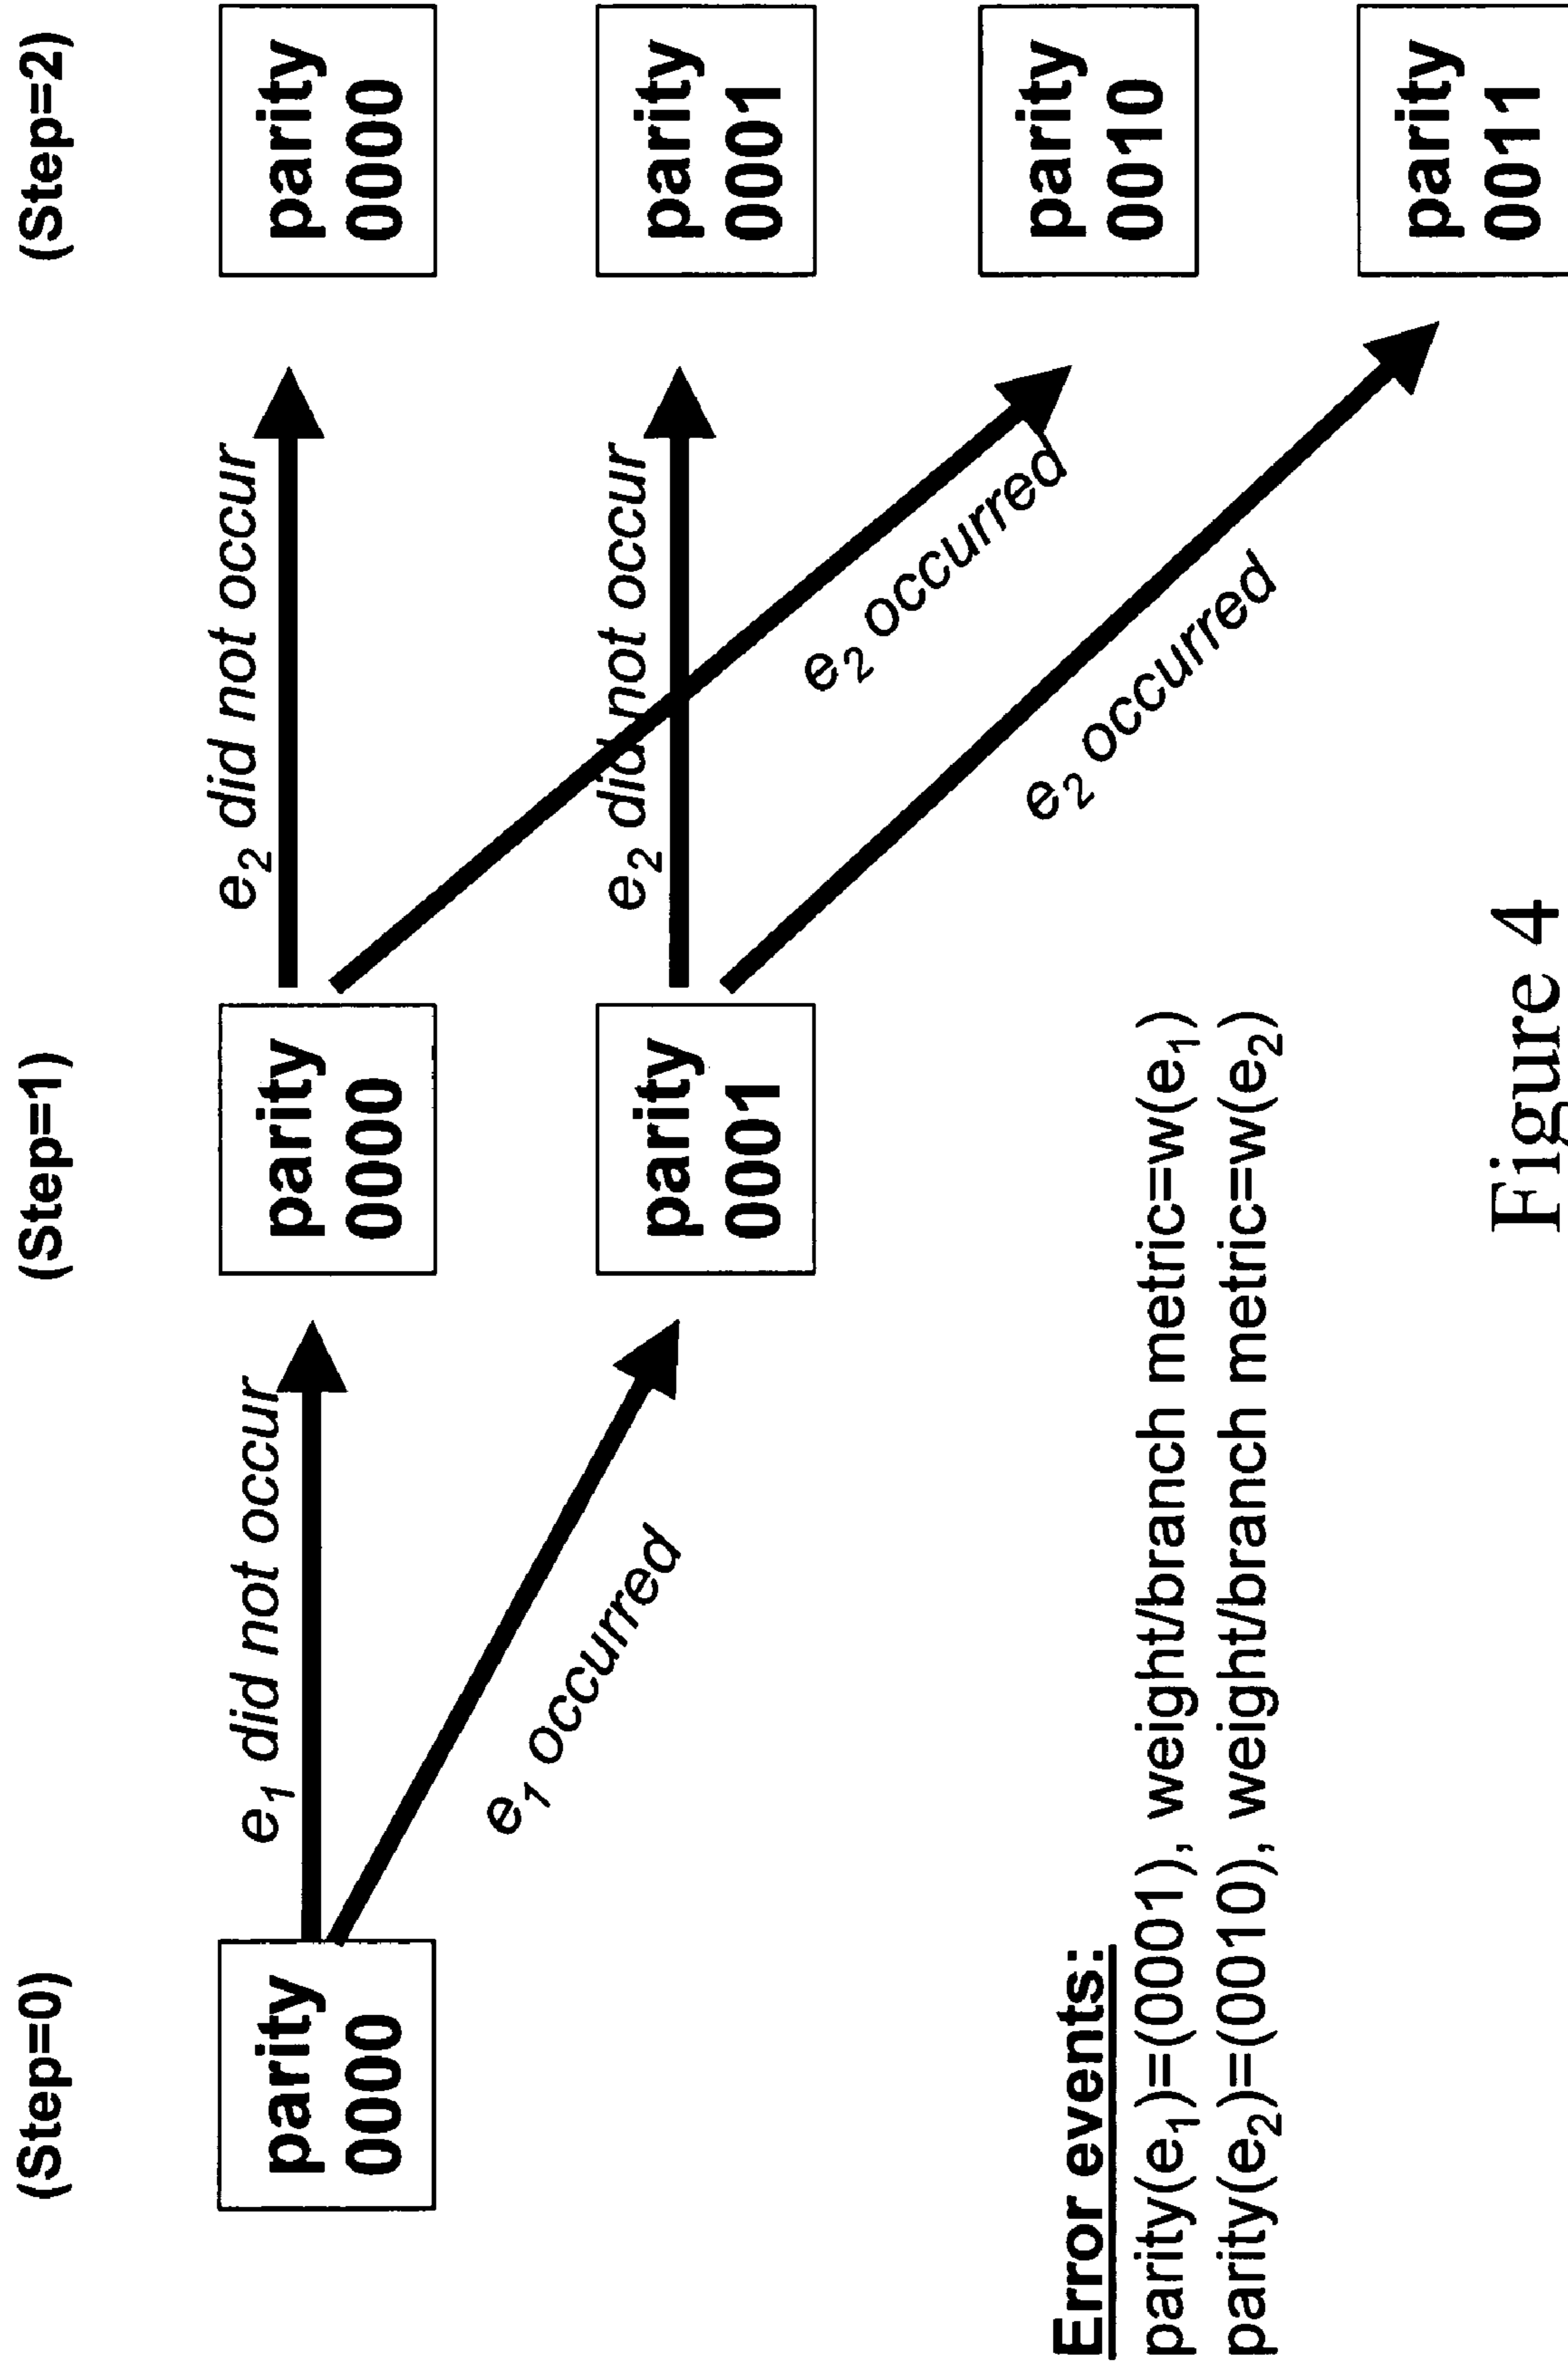 (Step=0)
(Step=1)
(Step=2)
parity
0000
e₁ did not occur
e₁ occurred
parity
0000
parity
0001
e₂ did not occur
e₂ did not occur
e₂ occurred
e₂ occurred
parity
0000
parity
0001
parity
0010
parity
0011
Error events:
parity(e₁)=(0001), weight/branch metric=w(e₁)
parity(e₂)=(0010), weight/branch metric=w(e₂)
Figure 4